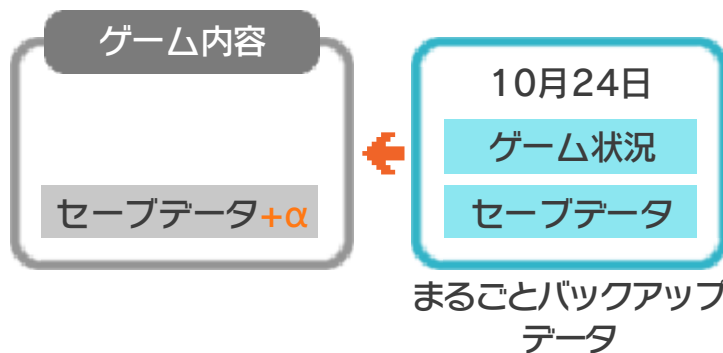 ゲーム内容
セーブデータ+α
10月24日
ゲーム状況
セーブデータ
まるごとバックアップ
データ